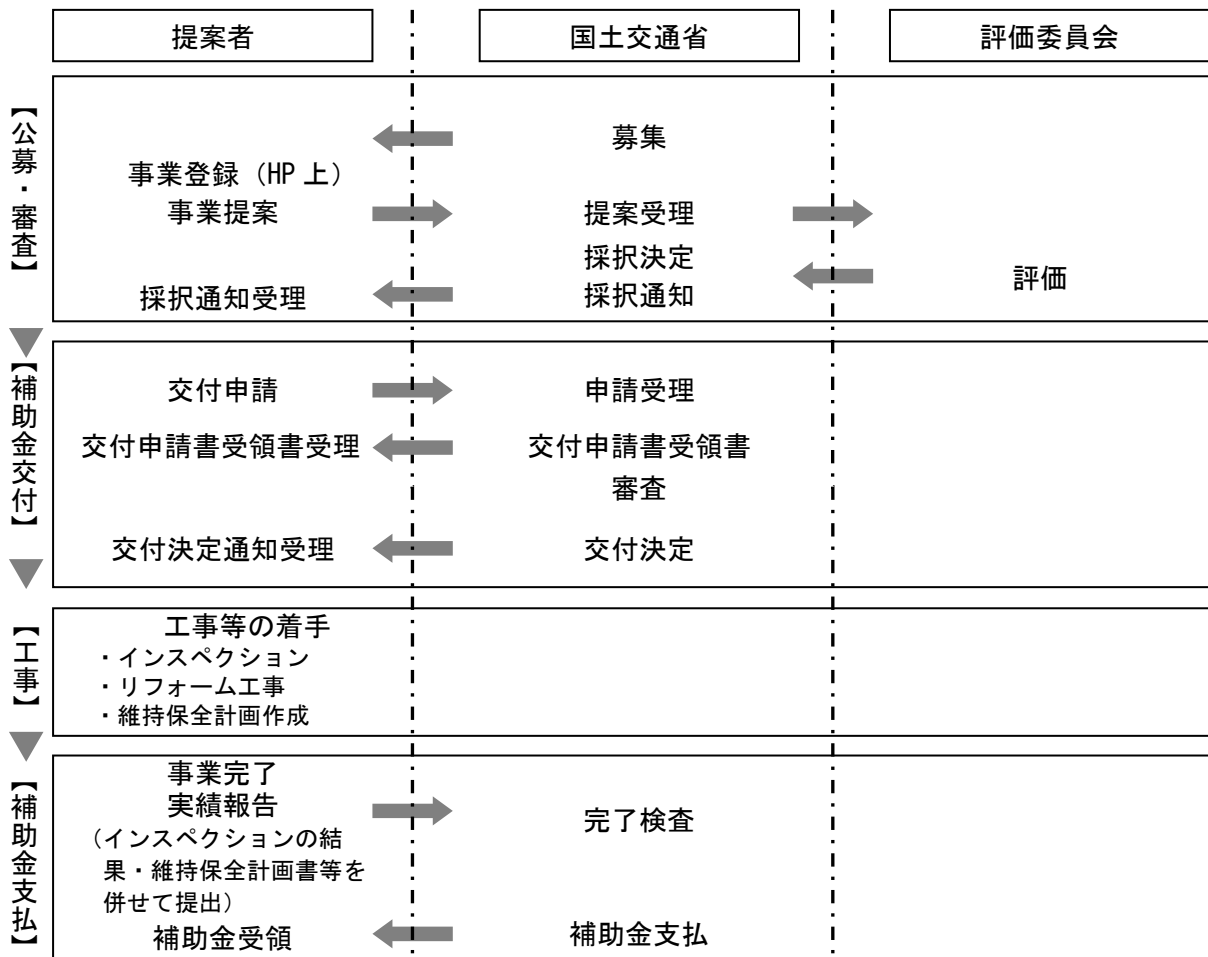 提案者
国土交通省
評価委員会
【公募・審査】
募集
事業登録（HP上）
事業提案
提案受理
採択決定
評価
採択通知受理
採択通知
【補助金交付】
交付申請
申請受理
交付申請書受領書受理
交付申請書受領書
審査
交付決定通知受理
交付決定
【工事】
工事等の着手
・インスペクション
・リフォーム工事
・維持保全計画作成
【補助金支払】
事業完了
実績報告
完了検査
（インスペクションの結
果・維持保全計画書等を
併せて提出）
補助金受領
補助金支払